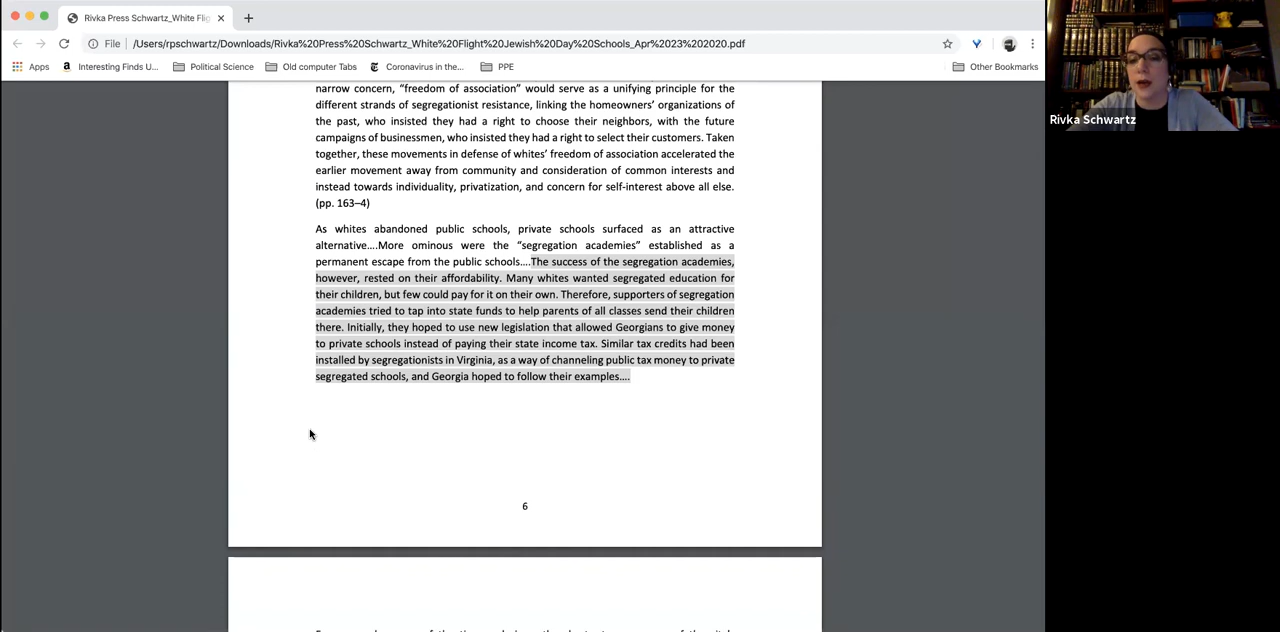 Rivka Press Schwartz_White Flig
File
/Users/rpschwartz/Downloads/Rivka%20Press%20Schwartz_White%20Flight%20Jewish%20Day%20Schools_Apr%2023%202020.pdf
Apps
Interesting Finds U...
Political Science
Old computer Tabs
Coronavirus in the...
PPE
Other Bookmarks
Rivka Schwartz
narrow concern, “freedom of association” would serve as a unifying principle for the
different strands of segregationist resistance, linking the homeowners’ organizations of
the past, who insisted they had a right to choose their neighbors, with the future
campaigns of businessmen, who insisted they had a right to select their customers. Taken
together, these movements in defense of whites’ freedom of association accelerated the
earlier movement away from community and consideration of common interests and
instead towards individuality, privatization, and concern for self-interest above all else.
(pp. 163–4)
As whites abandoned public schools, private schools surfaced as an attractive
alternative....More ominous were the “segregation academies” established as a
permanent escape from the public schools....The success of the segregation academies,
however, rested on their affordability. Many whites wanted segregated education for
their children, but few could pay for it on their own. Therefore, supporters of segregation
academies tried to tap into state funds to help parents of all classes send their children
there. Initially, they hoped to use new legislation that allowed Georgians to give money
to private schools instead of paying their state income tax. Similar tax credits had been
installed by segregationists in Virginia, as a way of channeling public tax money to private
segregated schools, and Georgia hoped to follow their examples....
6